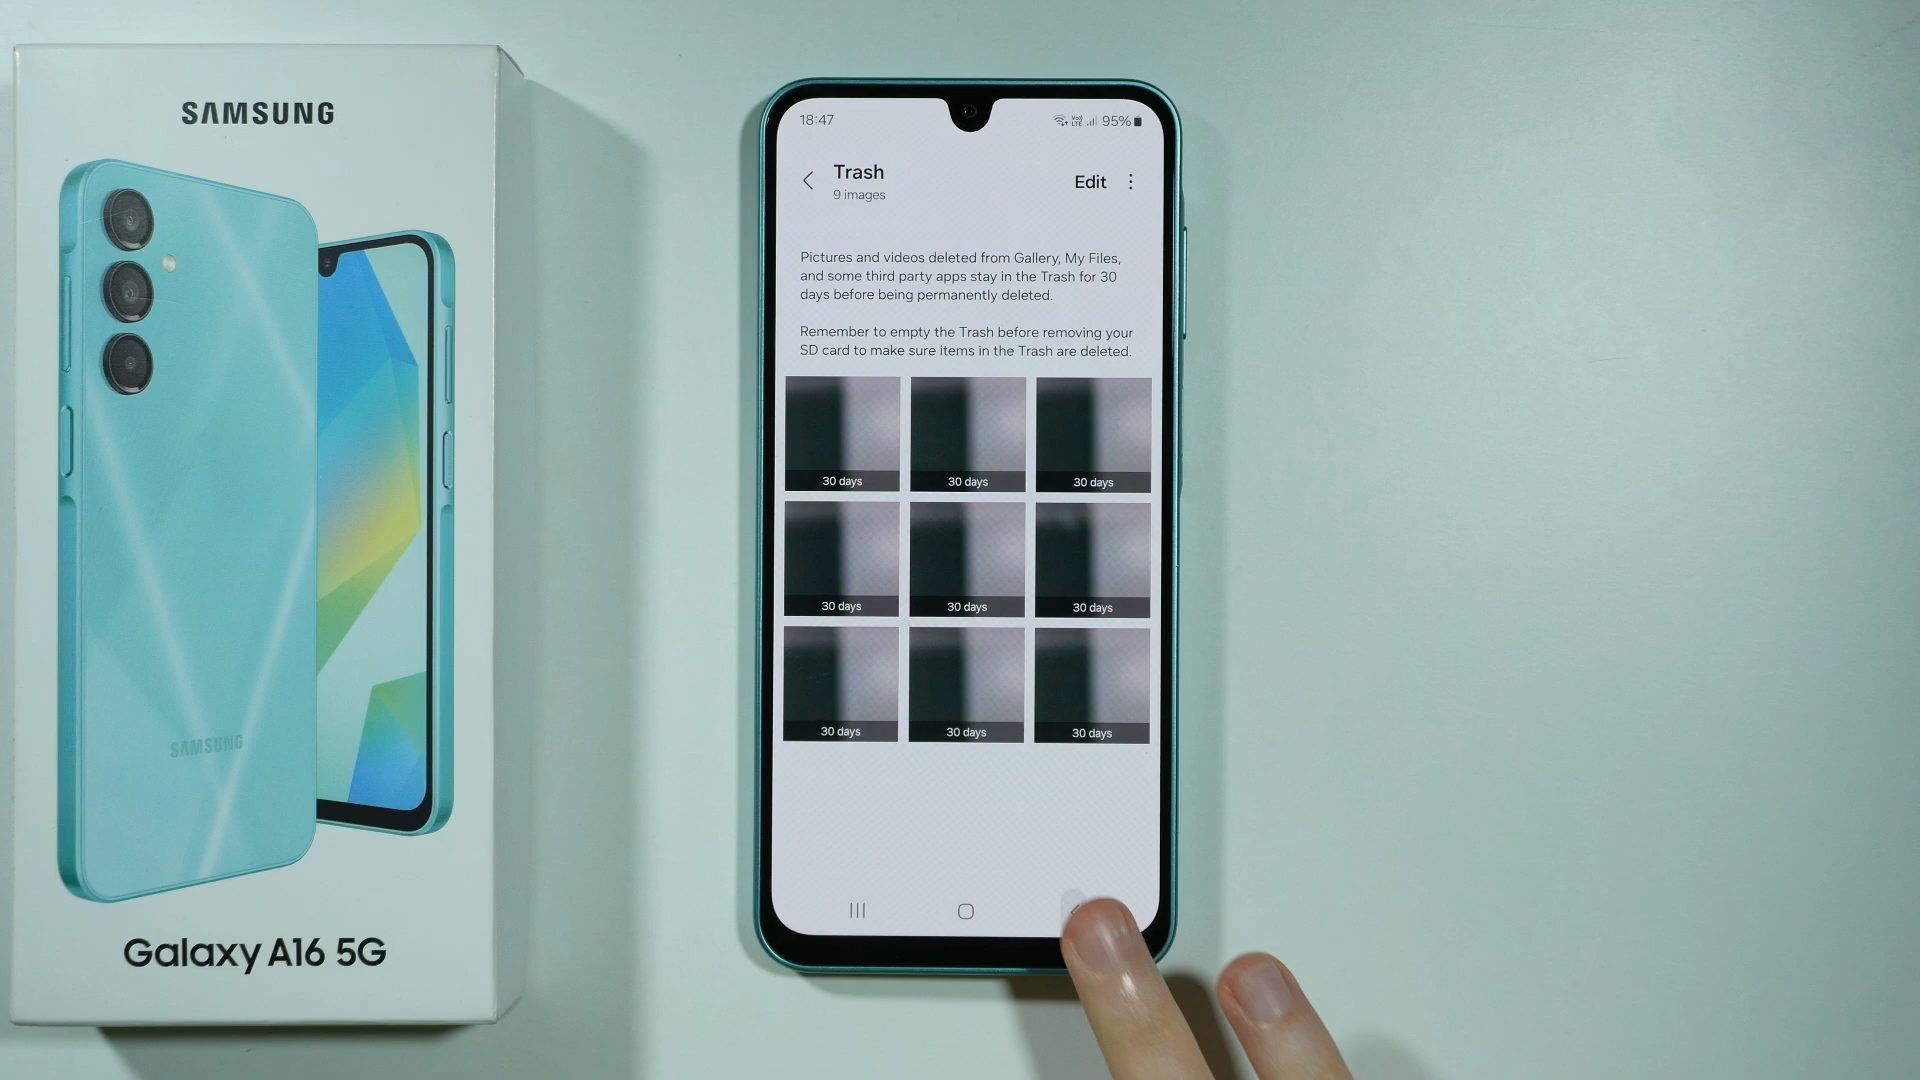 SAMSUNG
SAMSUNG
Galaxy A16 5G
18:47
Vo) LTE 95%
Trash
9 images
Edit
Pictures and videos deleted from Gallery, My Files,
and some third party apps stay in the Trash for 30
days before being permanently deleted.
Remember to empty the Trash before removing your
SD card to make sure items in the Trash are deleted.
30 days
30 days
30 days
30 days
30 days
30 days
30 days
30 days
30 days